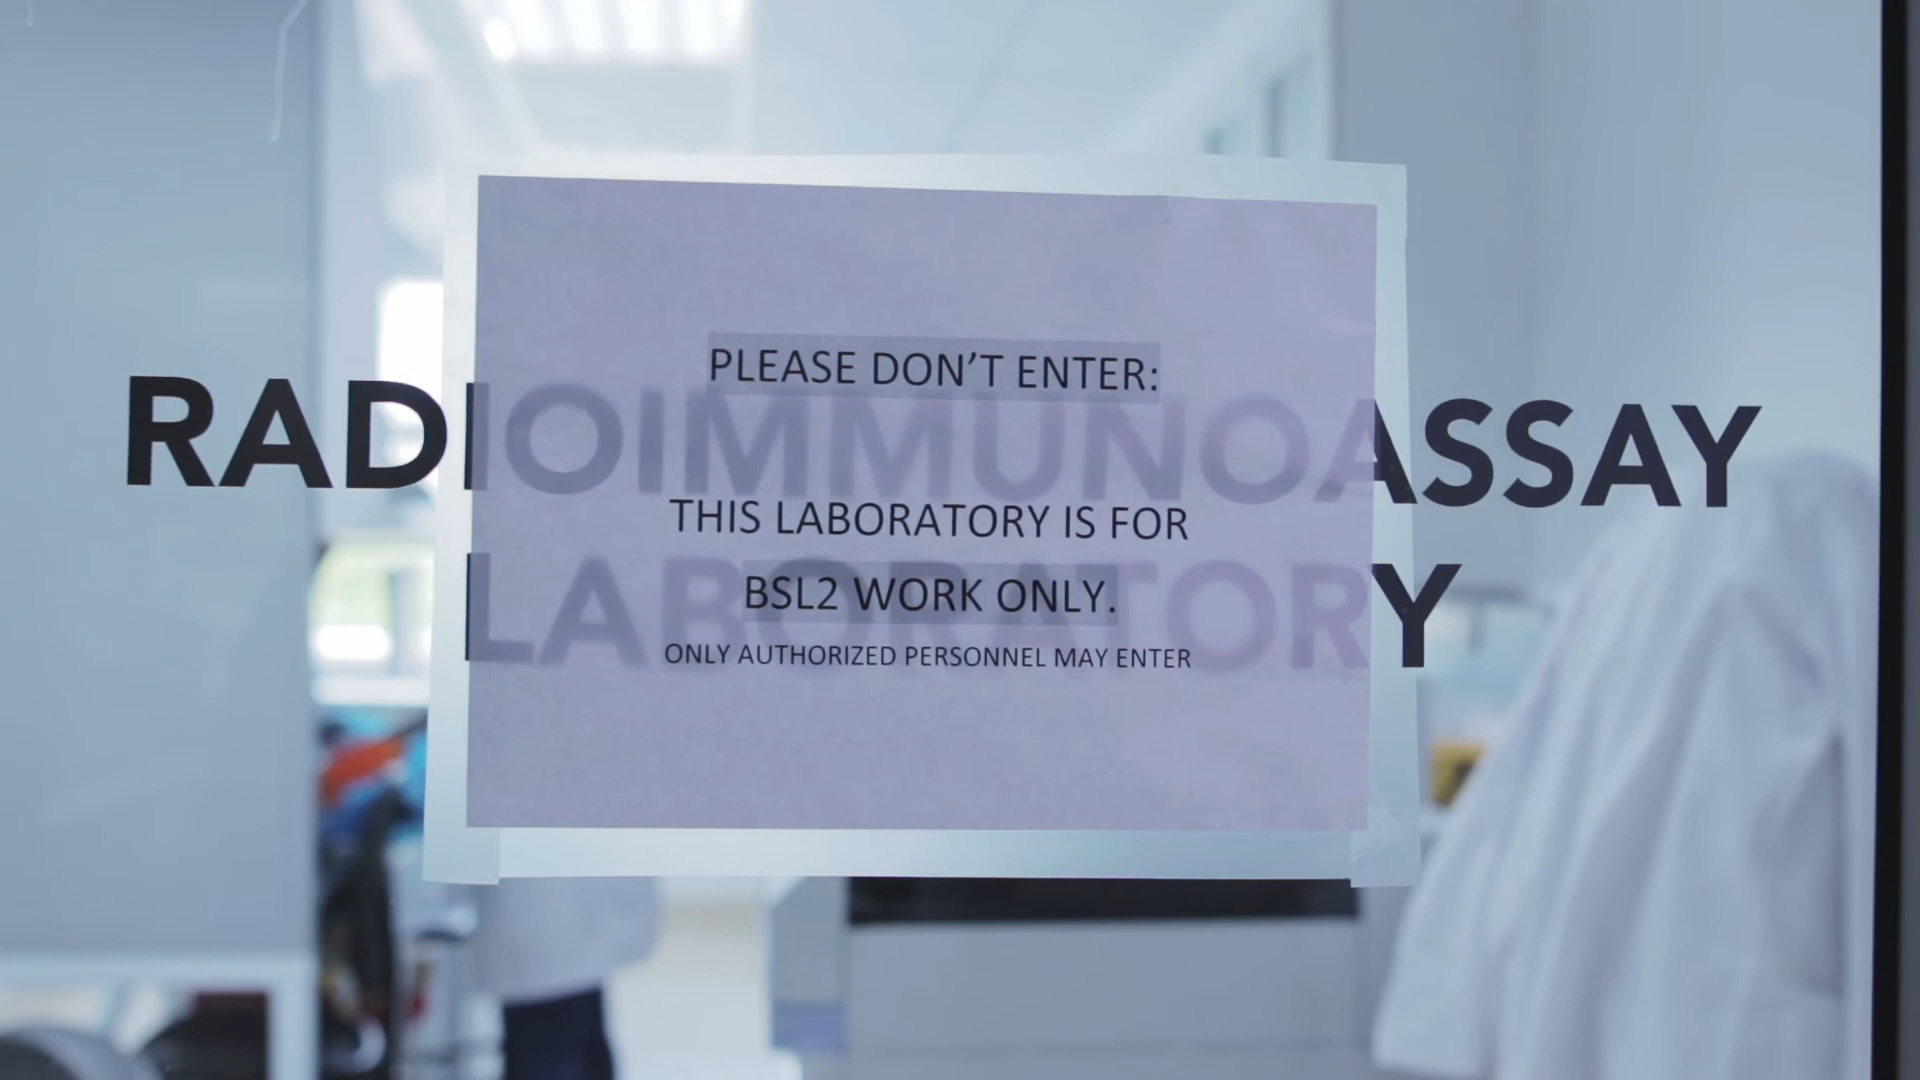 PLEASE DON'T ENTER:
RADIOIMMUNOASSAY
THIS LABORATORY IS FOR
LABORATORY
BSL2 WORK ONLY.
ONLY AUTHORIZED PERSONNEL MAY ENTER